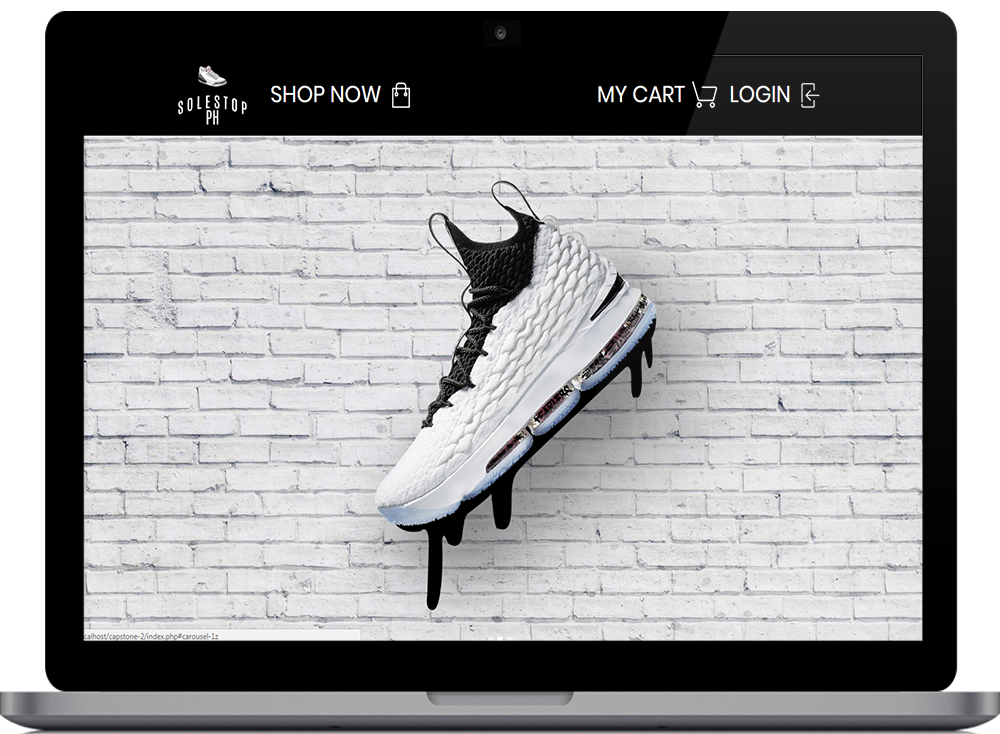 SOLESTOP
PH
SHOP NOW
MY CART
LOGIN
calhost/capstone-2/index.php#carousel-1z